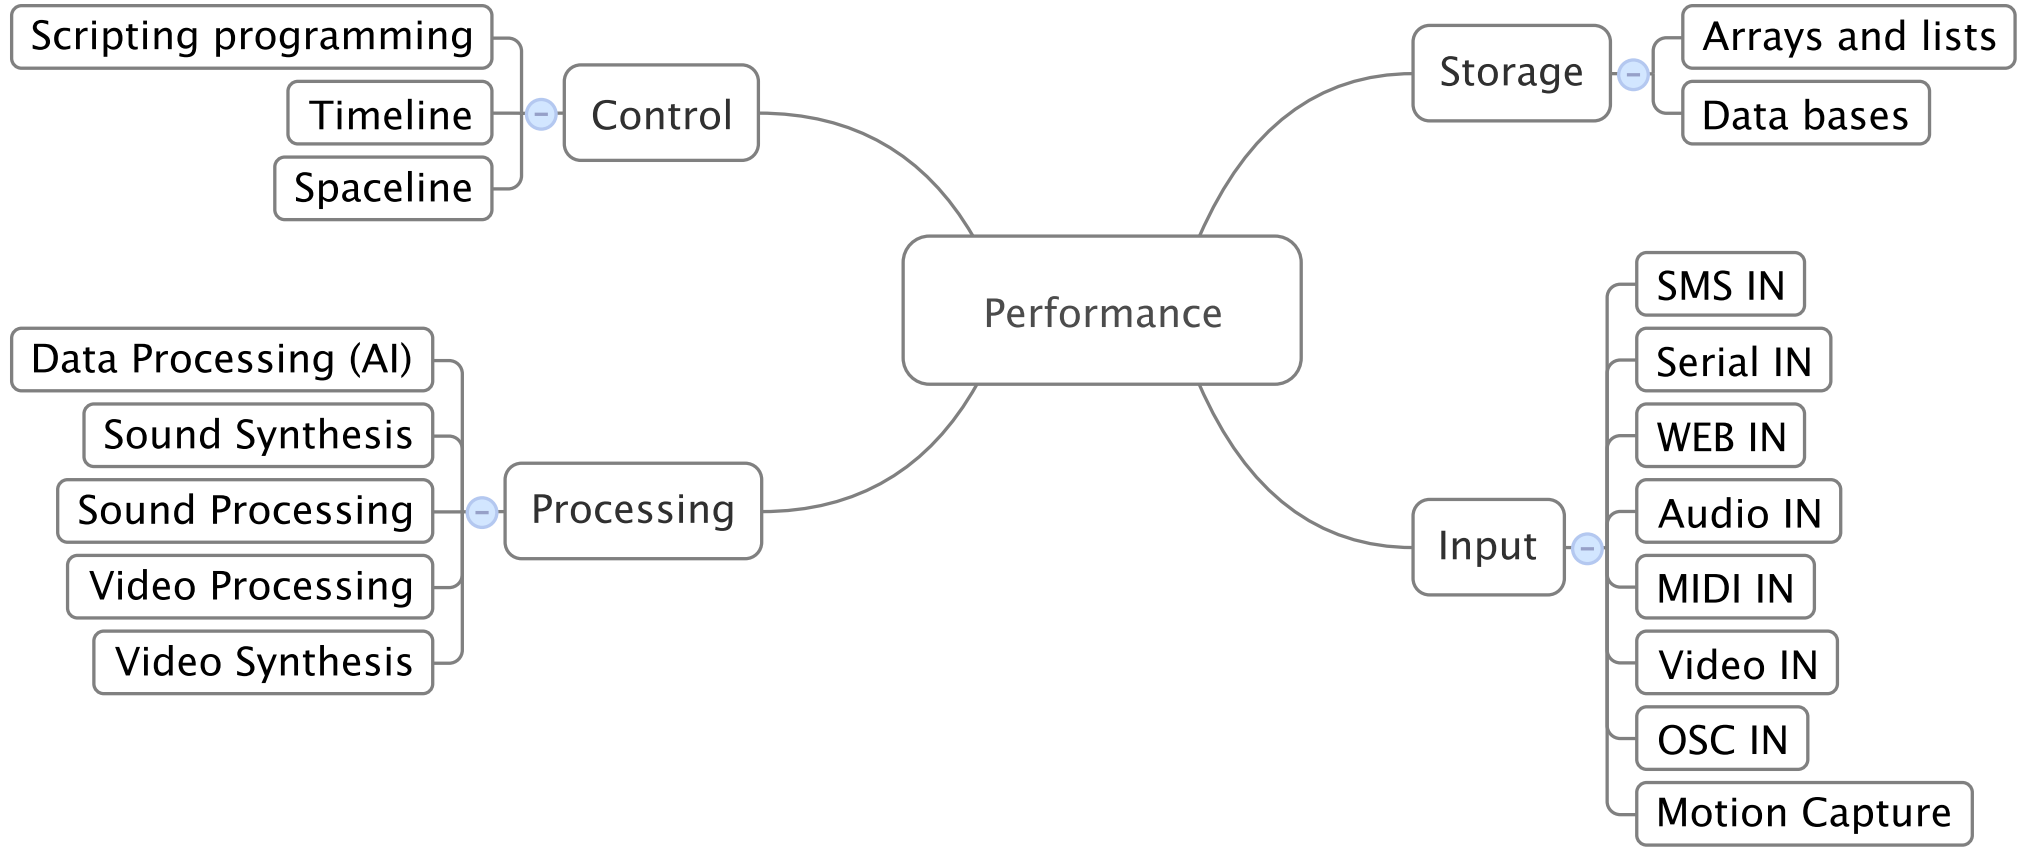 Performance
Control
Scripting programming
Timeline
Spaceline
Storage
Arrays and lists
Data bases
Processing
Data Processing (AI)
Sound Synthesis
Sound Processing
Video Processing
Video Synthesis
Input
SMS IN
Serial IN
WEB IN
Audio IN
MIDI IN
Video IN
OSC IN
Motion Capture